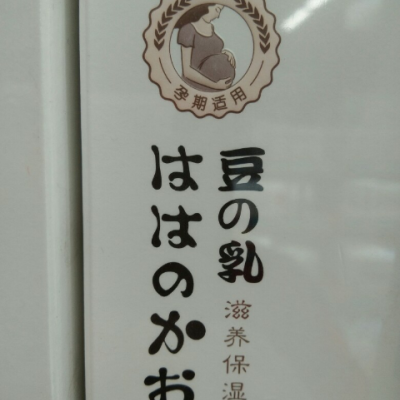 孕期适用
豆の乳
滋养保湿
ははのかお